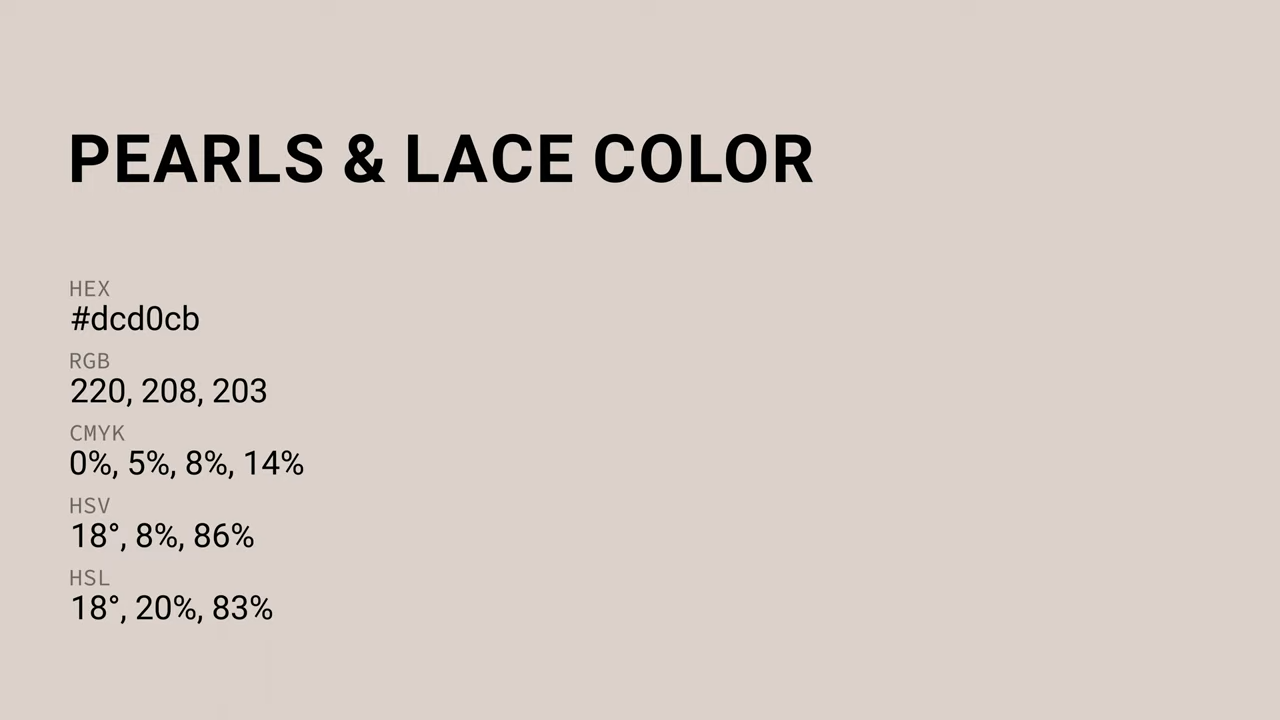 PEARLS & LACE COLOR
HEX
#dcd0cb
RGB
220, 208, 203
CMYK
0%, 5%, 8%, 14%
HSV
18°, 8%, 86%
HSL
18°, 20%, 83%